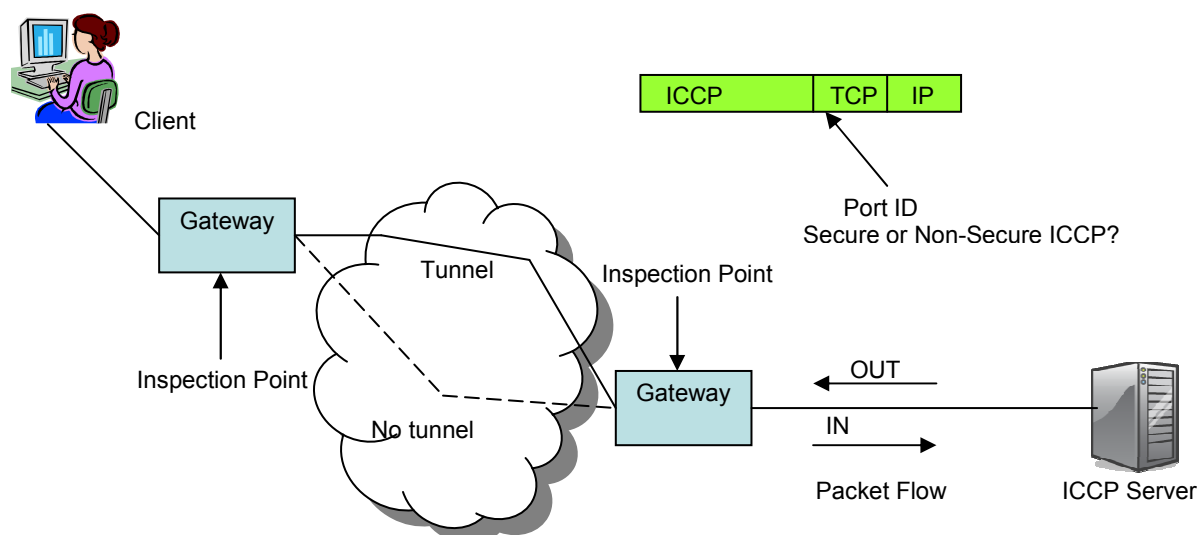 Client
ICCP TCP IP
Port ID
Secure or Non-Secure ICCP?
Gateway
Tunnel
Inspection Point
Inspection Point
Gateway
No tunnel
OUT
IN
Packet Flow
ICCP Server